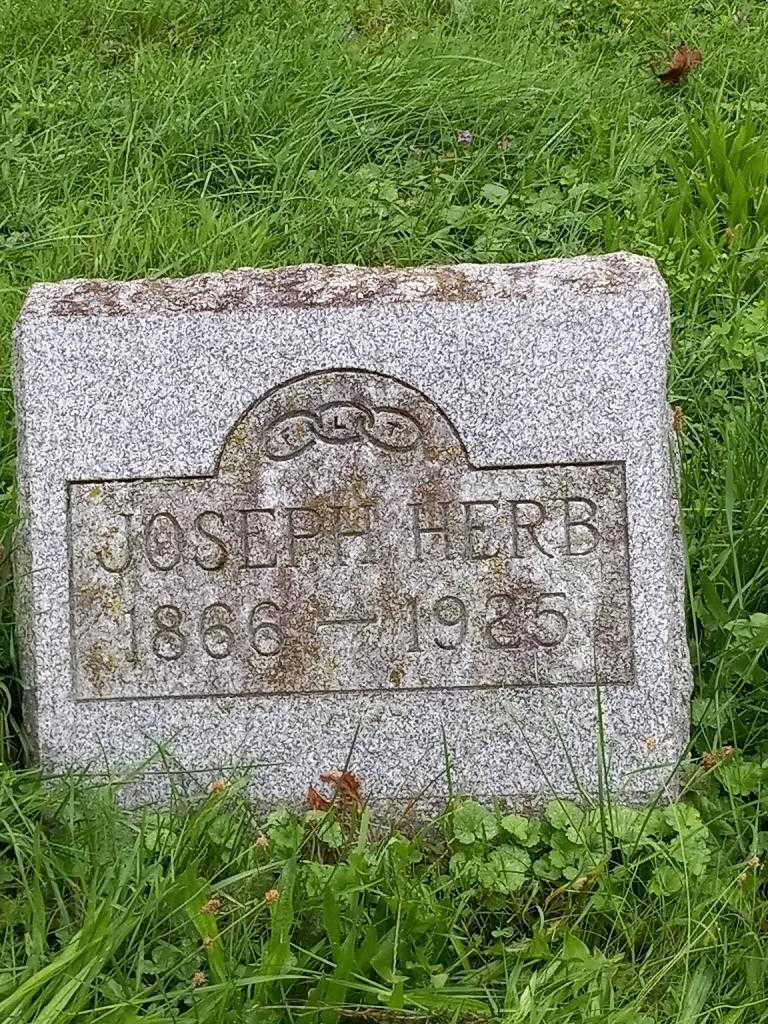 F L T
JOSEPH HERB
1866 — 1925